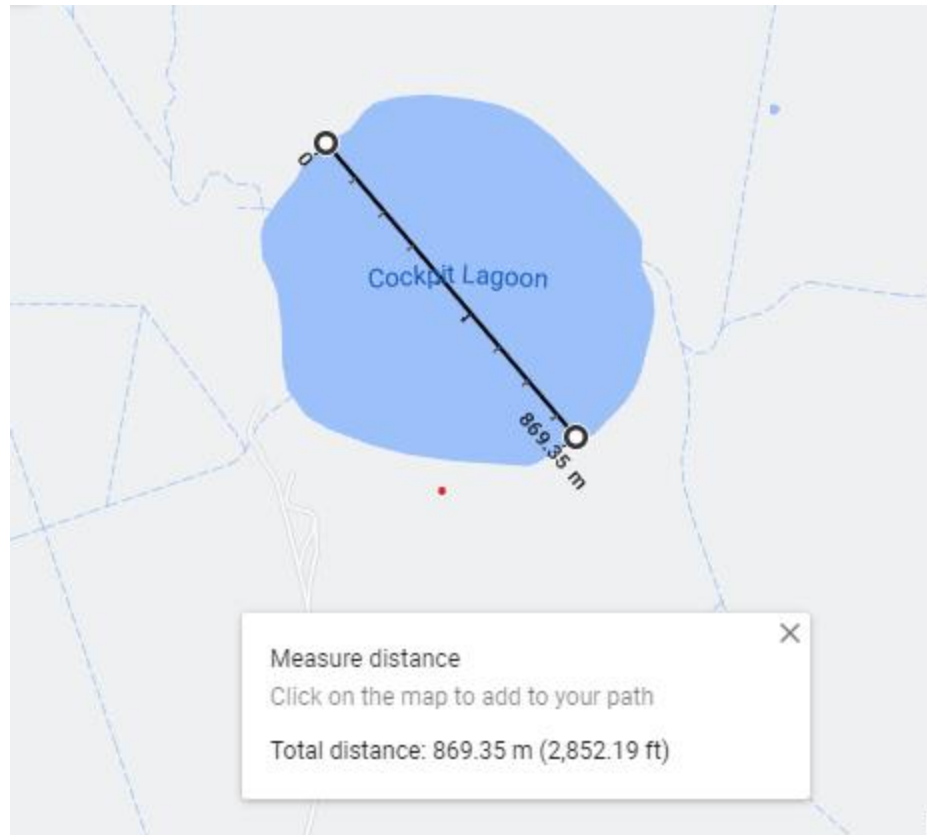 0
Cockpit Lagoon
869.35 m
Measure distance
Click on the map to add to your path
Total distance: 869.35 m (2,852.19 ft)